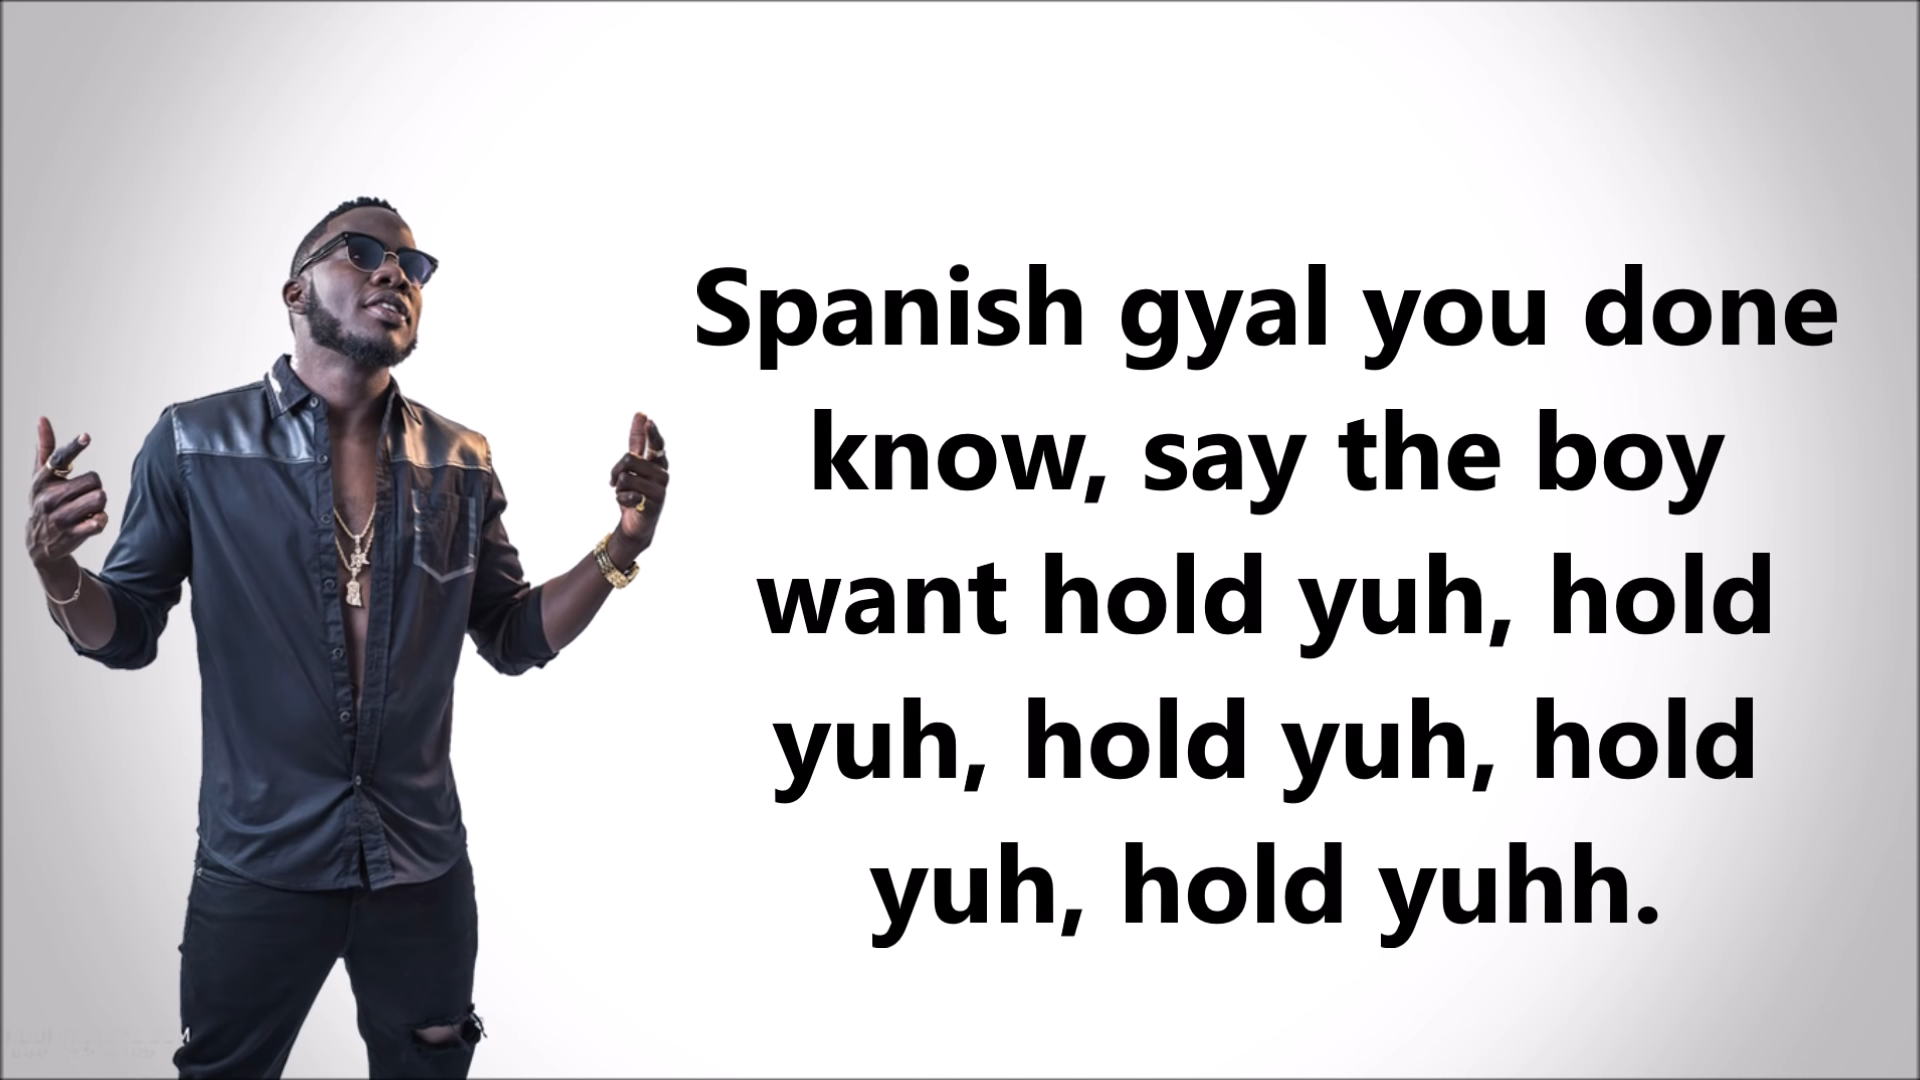 Spanish gyal you done
know, say the boy
want hold yuh, hold
yuh, hold yuh, hold
yuh, hold yuhh.